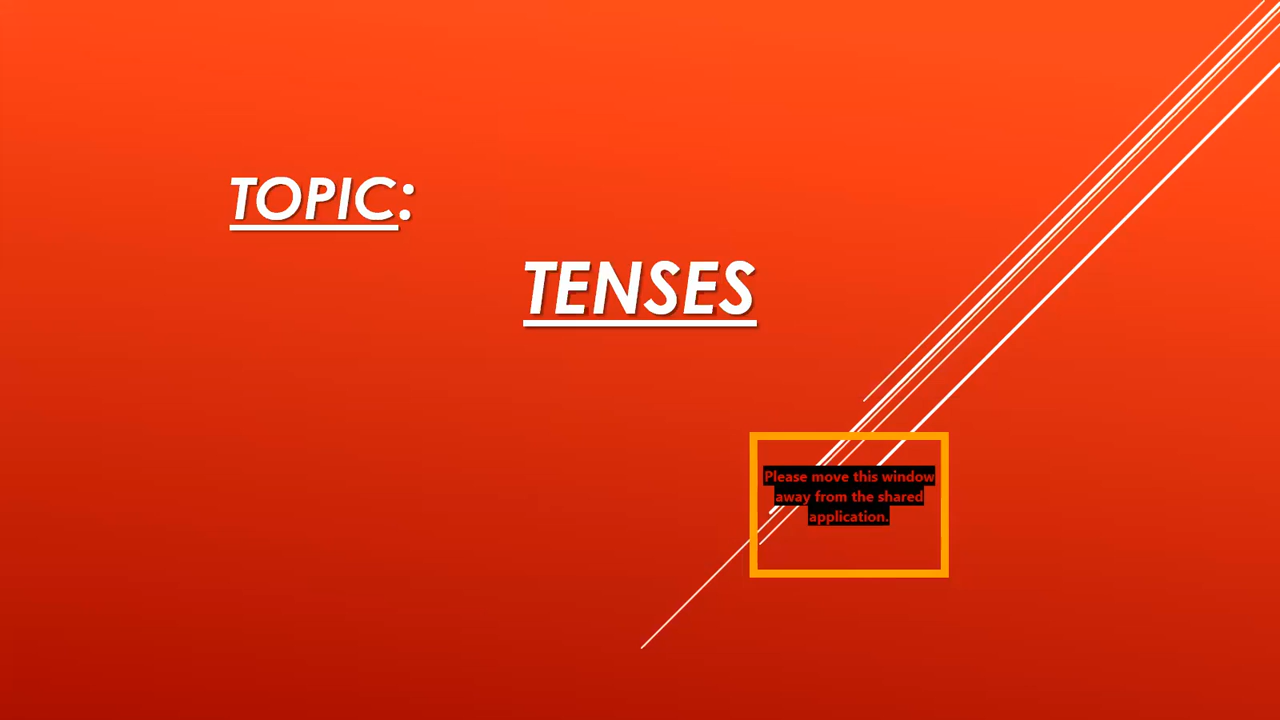 TOPIC:
TENSES
Please move this window
away from the shared
application.